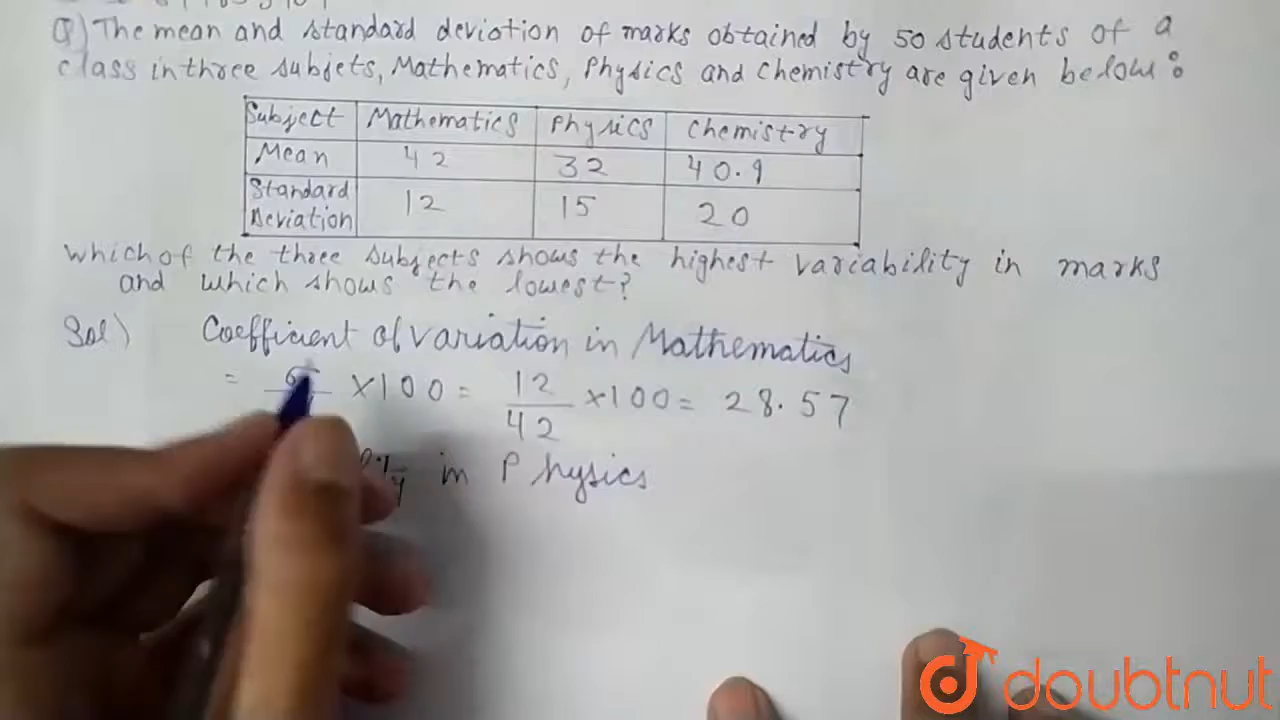 Q) The mean and standard deviation of marks obtained by 50 students of a
class in three subjets, Mathematics, Physics and Chemistry are given below:
Subject Mathematics Physics Chemistry
Mean 42 32 40.9
Standard Deviation 12 15 20
Which of the three subjects shows the highest variability in marks
and which shows the lowest?
Sol) Coefficient of variation in Mathematics
= σ × 100 = 12/42 × 100 = 28.57
in Physics
doubtnut